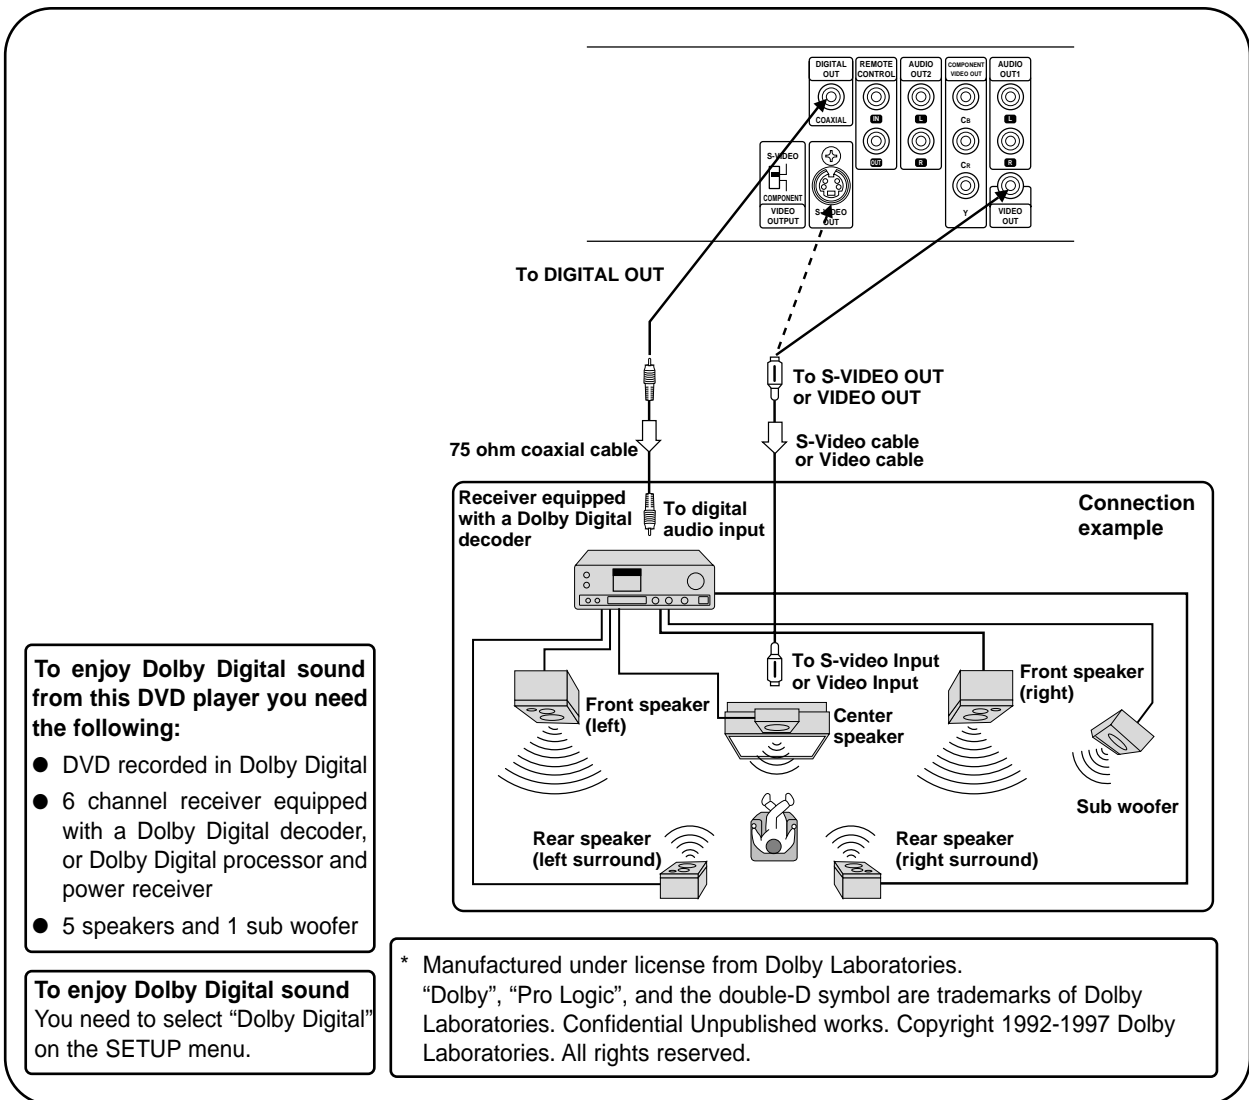 DIGITAL
OUT
COAXIAL
REMOTE
CONTROL
IN
OUT
AUDIO
OUT2
L
R
COMPONENT
VIDEO OUT
CB
CR
Y
AUDIO
OUT1
L
R
VIDEO
OUT
S-VIDEO
COMPONENT
VIDEO
OUTPUT
S-VIDEO
OUT
To DIGITAL OUT
To S-VIDEO OUT
or VIDEO OUT
75 ohm coaxial cable
S-Video cable
or Video cable
Receiver equipped
with a Dolby Digital
decoder
To digital
audio input
Connection
example
To S-video Input
or Video Input
Front speaker
(left)
Center
speaker
Front speaker
(right)
Sub woofer
Rear speaker
(left surround)
Rear speaker
(right surround)
To enjoy Dolby Digital sound
from this DVD player you need
the following:
● DVD recorded in Dolby Digital
● 6 channel receiver equipped
with a Dolby Digital decoder,
or Dolby Digital processor and
power receiver
● 5 speakers and 1 sub woofer
To enjoy Dolby Digital sound
You need to select “Dolby Digital”
on the SETUP menu.
* Manufactured under license from Dolby Laboratories.
“Dolby”, “Pro Logic”, and the double-D symbol are trademarks of Dolby
Laboratories. Confidential Unpublished works. Copyright 1992-1997 Dolby
Laboratories. All rights reserved.